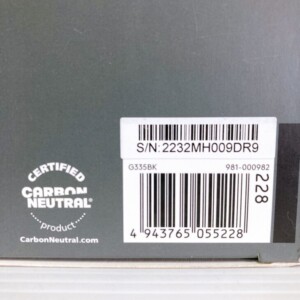 S/N:2232MH009DR9
G335BK 981-000982
228
4 943765 055228
CERTIFIED
CARBON
NEUTRAL®
product
CarbonNeutral.com